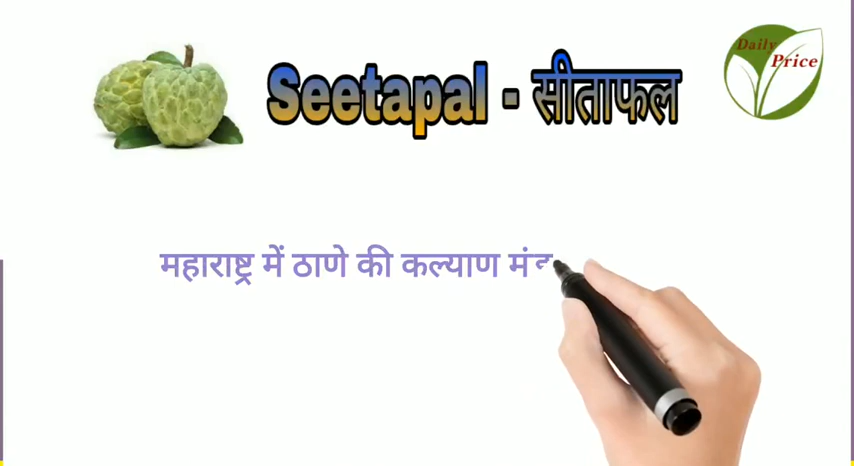 Seetapal - सीताफल
Daily
Price
महाराष्ट्र में ठाणे की कल्याण